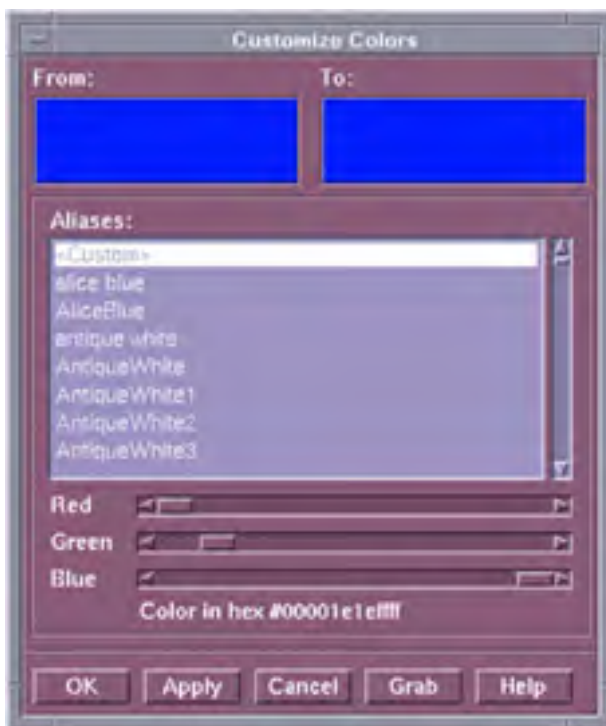 Customize Colors
From: To:
Aliases:
<Custom>
alice blue
AliceBlue
antique white
AntiqueWhite
AntiqueWhite1
AntiqueWhite2
AntiqueWhite3
Red
Green
Blue
Color in hex #00001e1effff
OK Apply Cancel Grab Help